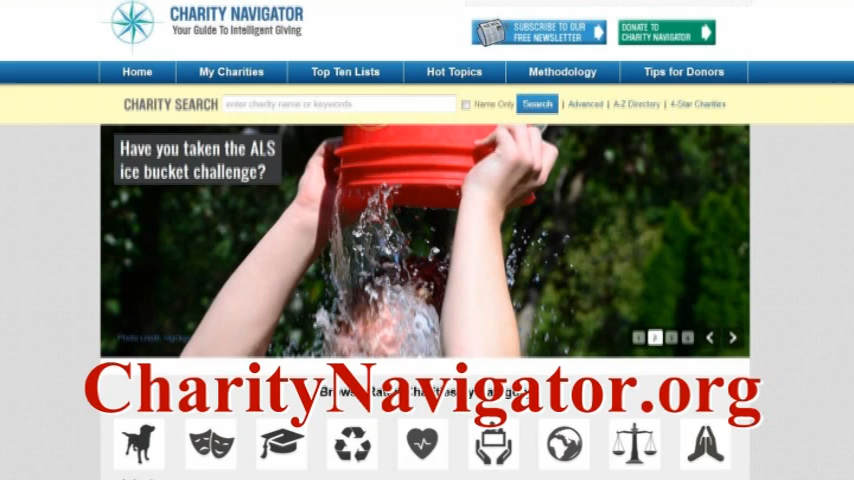 CHARITY NAVIGATOR
Your Guide To Intelligent Giving
SUBSCRIBE TO OUR
FREE NEWSLETTER
DONATE TO
CHARITY NAVIGATOR
Home My Charities Top Ten Lists Hot Topics Methodology Tips for Donors
CHARITY SEARCH enter charity name or keywords Name Only Search | Advanced | A-Z Directory | 4-Star Charities
Have you taken the ALS
ice bucket challenge?
1 2 3 4
CharityNavigator.org